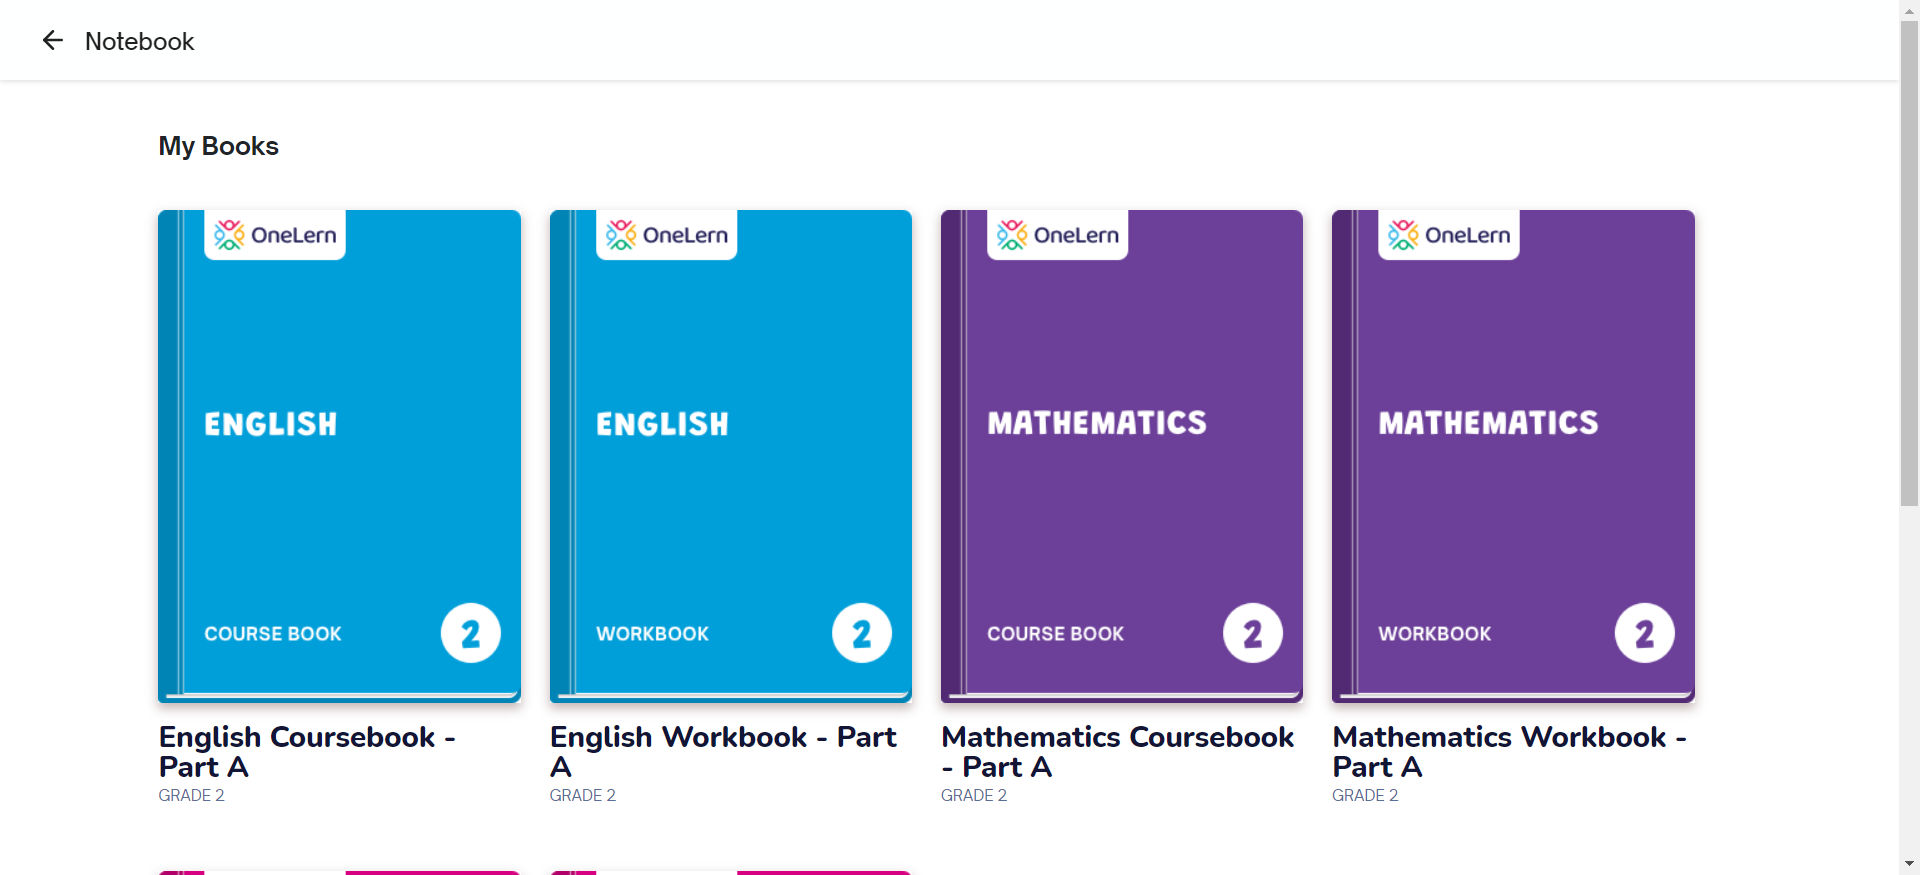 Notebook
My Books
OneLern
ENGLISH
COURSE BOOK
2
English Coursebook -
Part A
GRADE 2
OneLern
ENGLISH
WORKBOOK
2
English Workbook - Part
A
GRADE 2
OneLern
MATHEMATICS
COURSE BOOK
2
Mathematics Coursebook
- Part A
GRADE 2
OneLern
MATHEMATICS
WORKBOOK
2
Mathematics Workbook -
Part A
GRADE 2